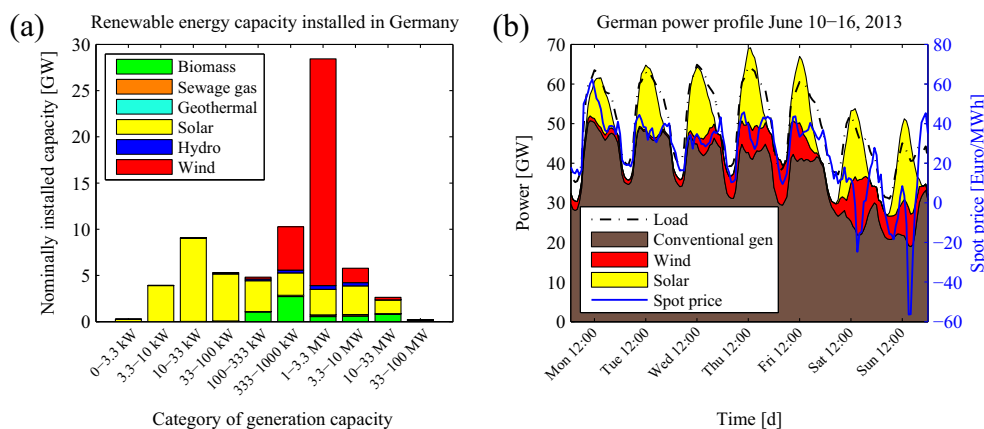 (a)
Renewable energy capacity installed in Germany
Nominally installed capacity [GW]
30
25
20
15
10
5
0
Biomass
Sewage gas
Geothermal
Solar
Hydro
Wind
0−3.3 kW
3.3−10 kW
10−33 kW
33−100 kW
100−333 kW
333−1000 kW
1−3.3 MW
3.3−10 MW
10−33 MW
33−100 MW
Category of generation capacity
(b)
German power profile June 10−16, 2013
Power [GW]
70
60
50
40
30
20
10
0
Load
Conventional gen
Wind
Solar
Spot price
80
60
40
20
0
−20
−40
−60
Spot price [Euro/MWh]
Mon 12:00
Tue 12:00
Wed 12:00
Thu 12:00
Fri 12:00
Sat 12:00
Sun 12:00
Time [d]